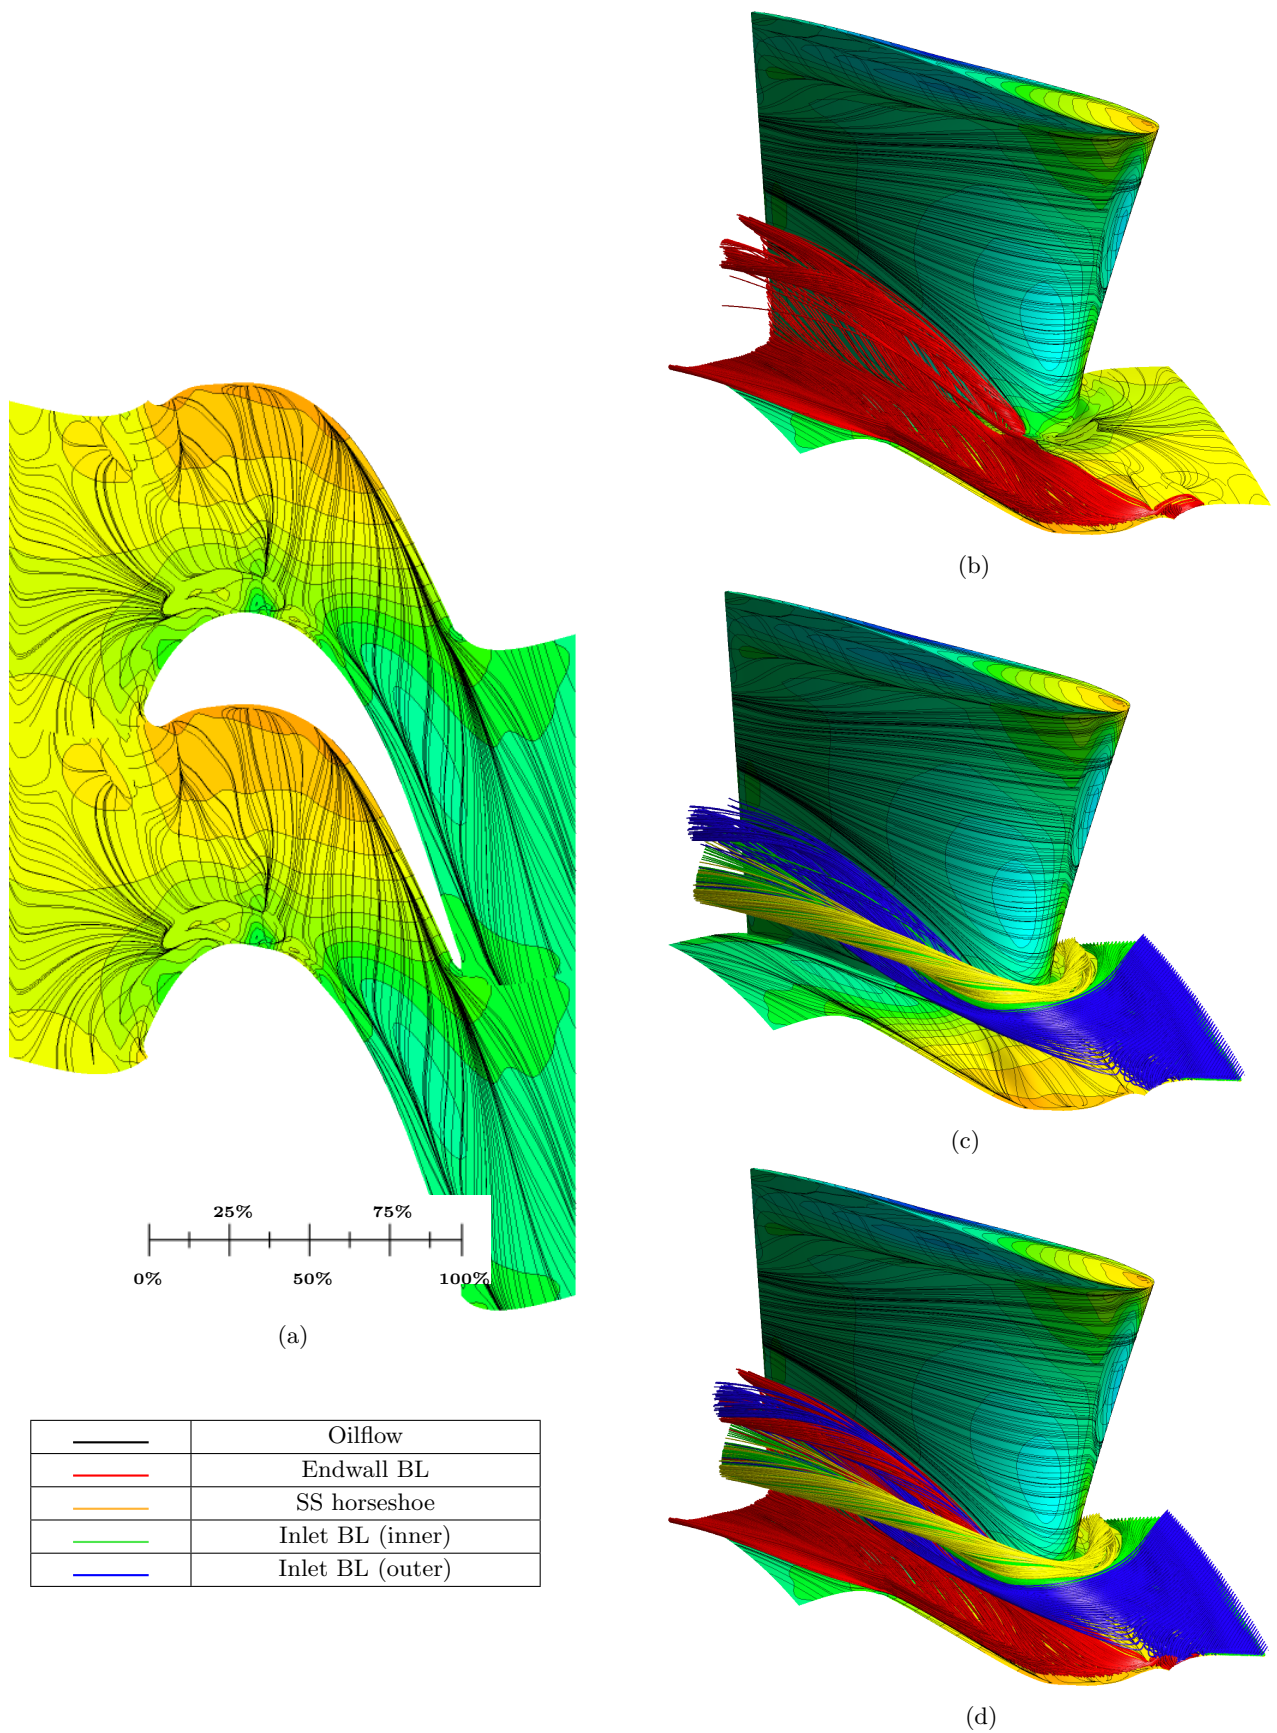 (b)
(c)
25% 75%
0% 50% 100%
(a)
Oilflow
Endwall BL
SS horseshoe
Inlet BL (inner)
Inlet BL (outer)
(d)